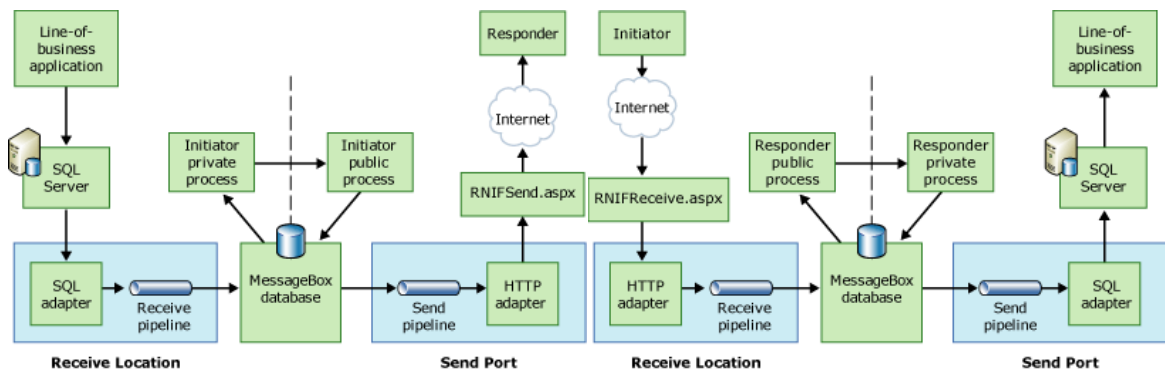 Line-of-
business
application
SQL
Server
SQL
adapter
Receive
pipeline
Receive Location
Initiator
private
process
Initiator
public
process
MessageBox
database
Responder
Internet
RNIFSend.aspx
Send
pipeline
HTTP
adapter
Send Port
Initiator
Internet
RNIFReceive.aspx
HTTP
adapter
Receive
pipeline
Receive Location
Responder
public
process
Responder
private
process
MessageBox
database
Line-of-
business
application
SQL
Server
Send
pipeline
SQL
adapter
Send Port